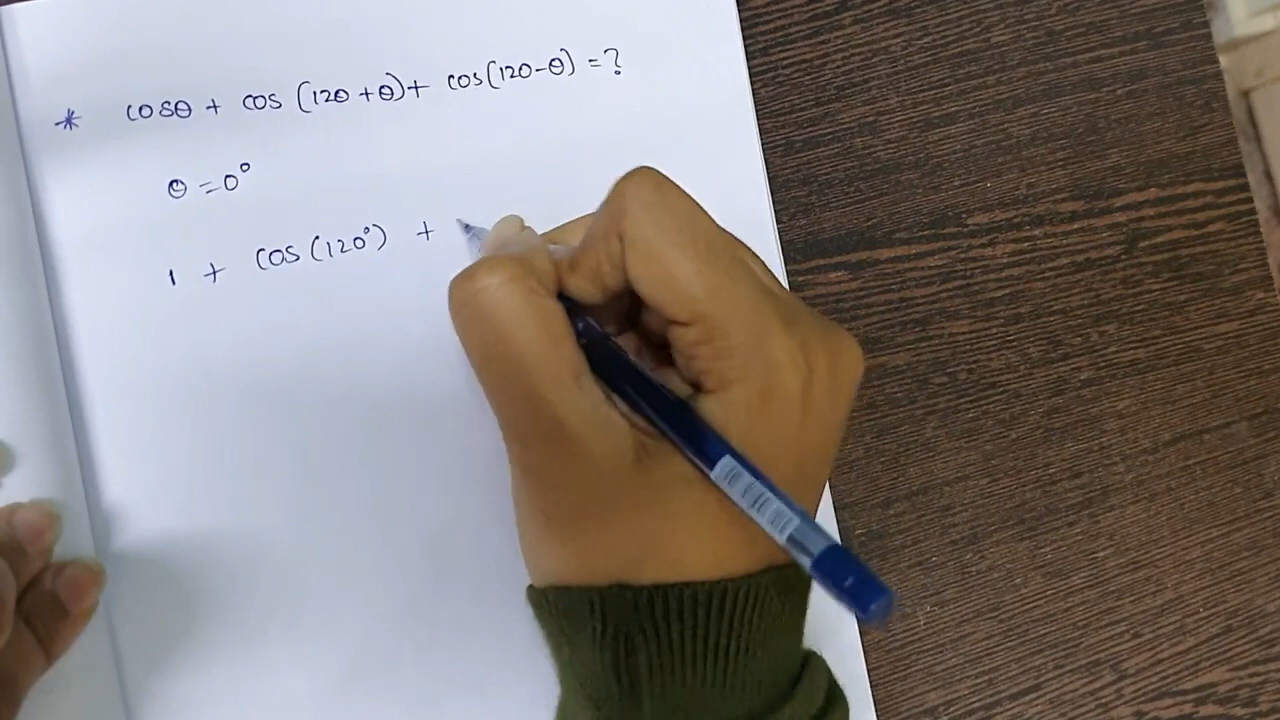 * cosθ + cos (120 + θ) + cos(120 - θ) = ?
θ = 0°
1 + cos (120°) +